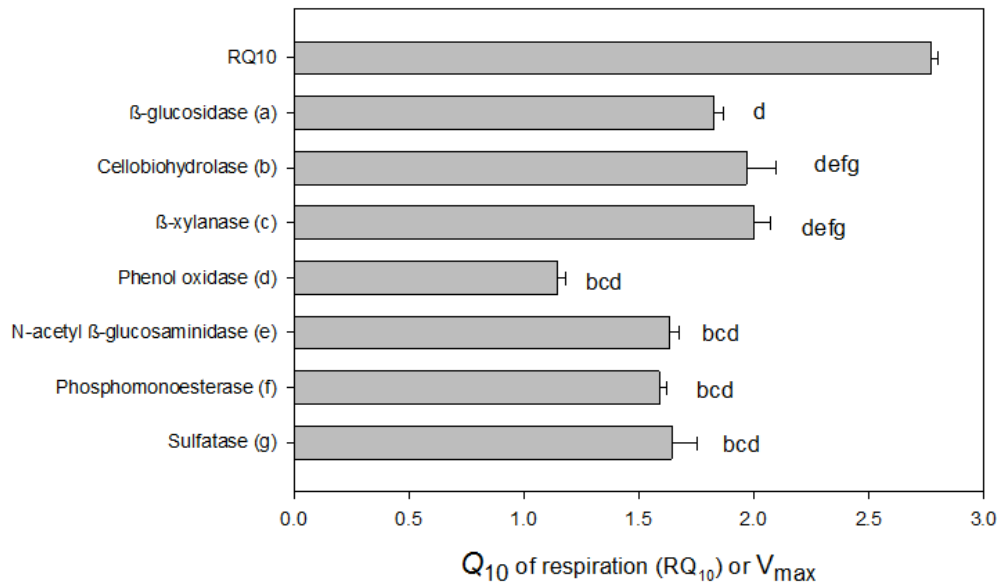 RQ10
ß-glucosidase (a) d
Cellobiohydrolase (b) defg
ß-xylanase (c) defg
Phenol oxidase (d) bcd
N-acetyl ß-glucosaminidase (e) bcd
Phosphomonoesterase (f) bcd
Sulfatase (g) bcd
0.0 0.5 1.0 1.5 2.0 2.5 3.0
Q10 of respiration (RQ10) or Vmax